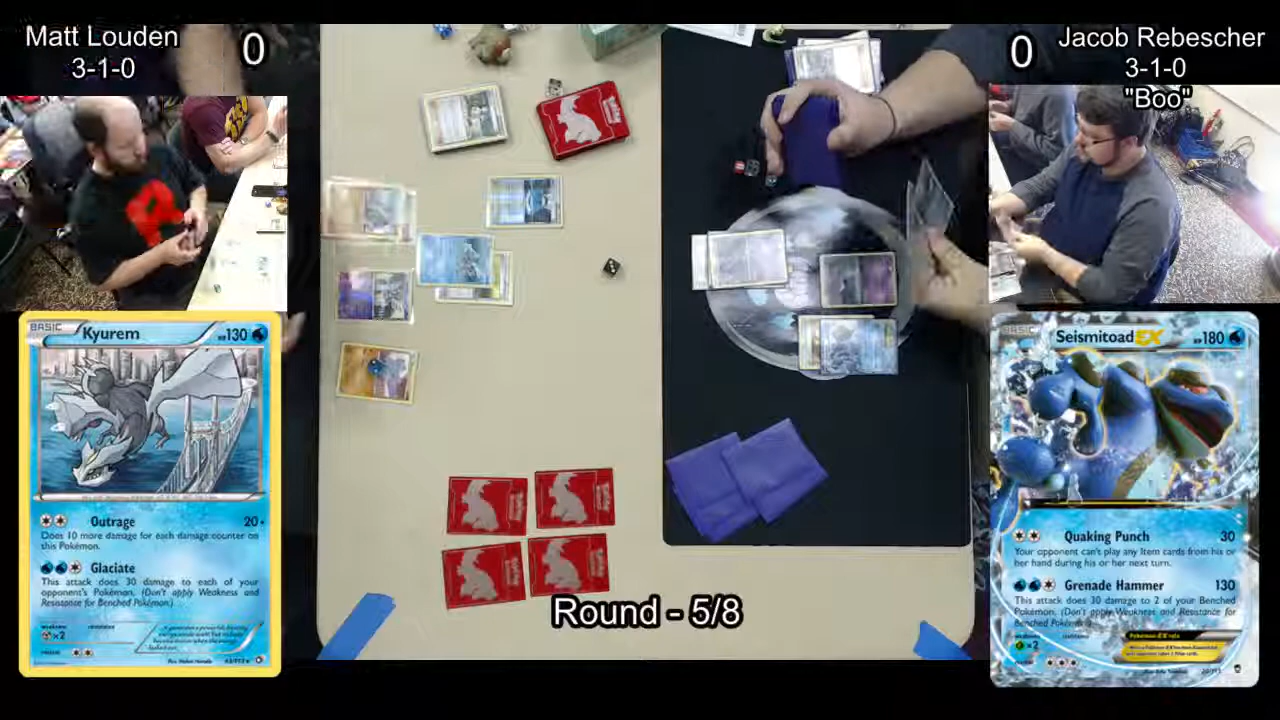 Matt Louden
3-1-0
0
0
Jacob Rebescher
3-1-0
"Boo"
BASIC
Kyurem
HP130
Outrage
20+
Does 10 more damage for each damage counter on
this Pokémon.
Glaciate
This attack does 30 damage to each of your
opponent's Pokémon. (Don't apply Weakness and
Resistance for Benched Pokémon.)
×2
BASIC
Seismitoad EX
HP180
Quaking Punch
30
Your opponent can't play any Item cards from his or
her hand during his or her next turn.
Grenade Hammer
130
This attack does 30 damage to 2 of your Benched
Pokémon. (Don't apply Weakness and Resistance for
Benched Pokémon.)
×2
Round - 5/8